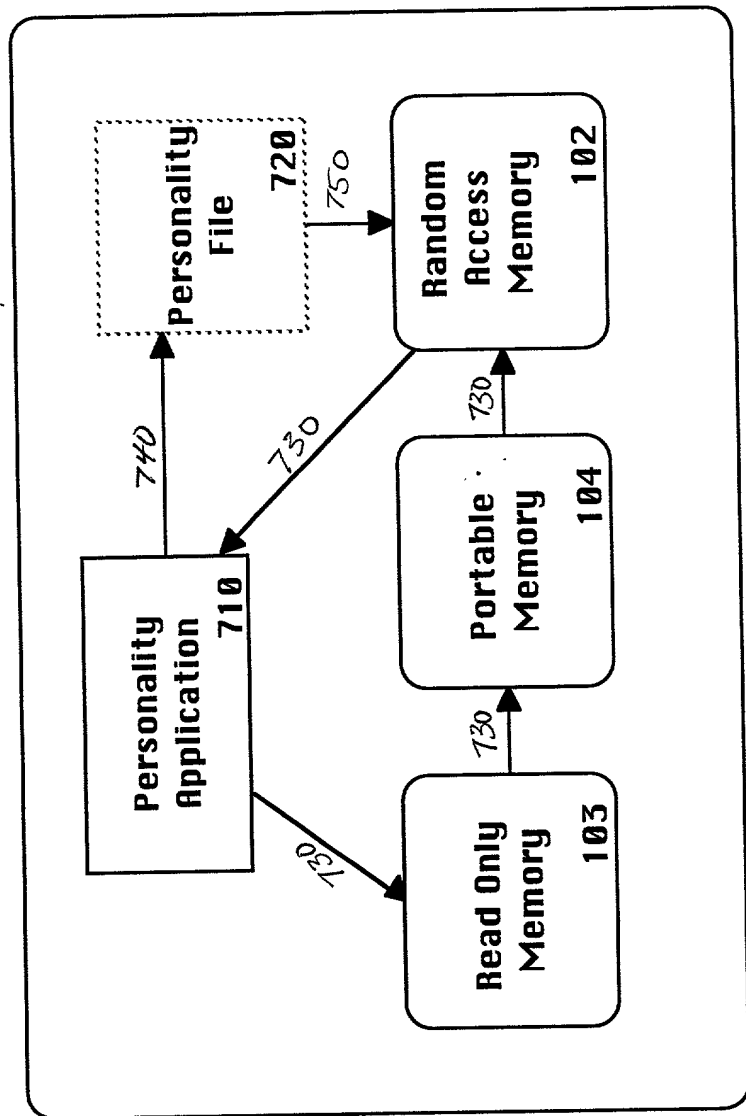 Personality
Application
710
740
Personality
File
720
730
730
750
Read Only
Memory
103
730
Portable
Memory
104
730
Random
Access
Memory
102